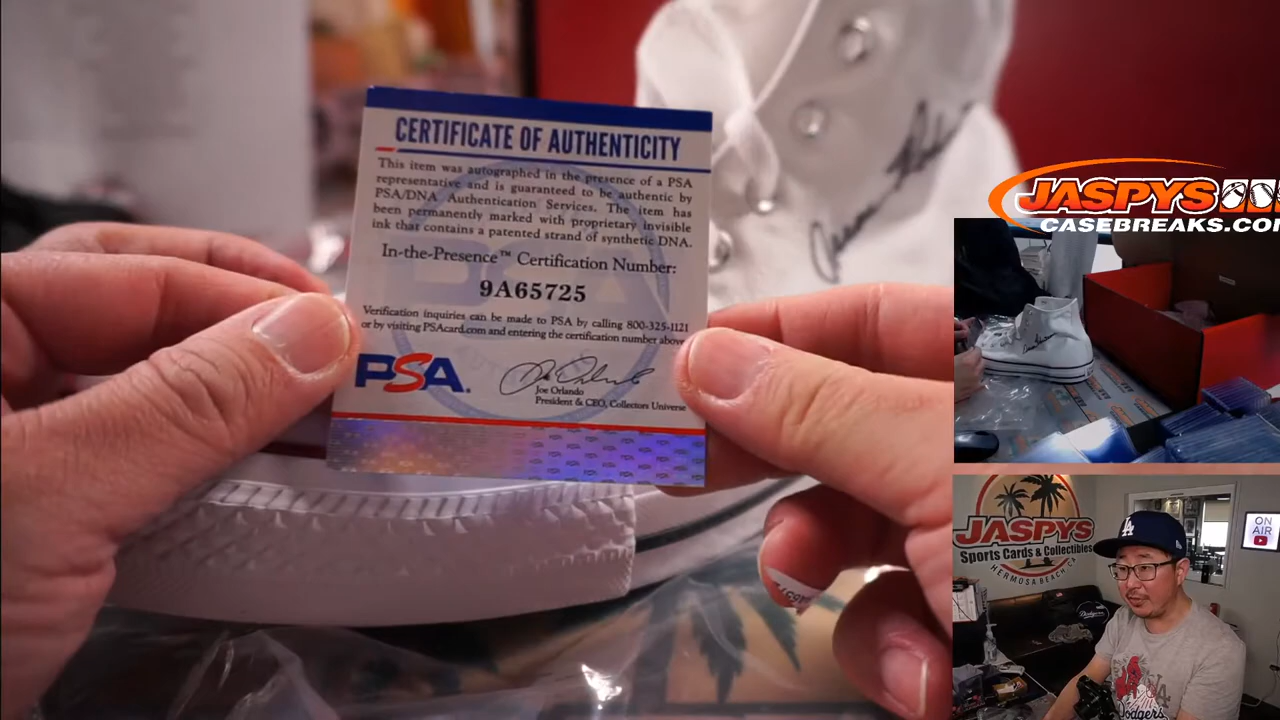 CERTIFICATE OF AUTHENTICITY
This item was autographed in the presence of a PSA
representative and is guaranteed to be authentic by
PSA/DNA Authentication Services. The item has
been permanently marked with proprietary invisible
ink that contains a patented strand of synthetic DNA.
In-the-Presence™ Certification Number:
9A65725
Verification inquiries can be made to PSA by calling 800-325-1121
or by visiting PSAcard.com and entering the certification number above.
PSA.
Joe Orlando
President & CEO, Collectors Universe
JASPYS
CASEBREAKS.CO
JASPYS
Sports Cards & Collectibles
HERMOSA BEACH CA
ON
AIR
LA
Dodgers